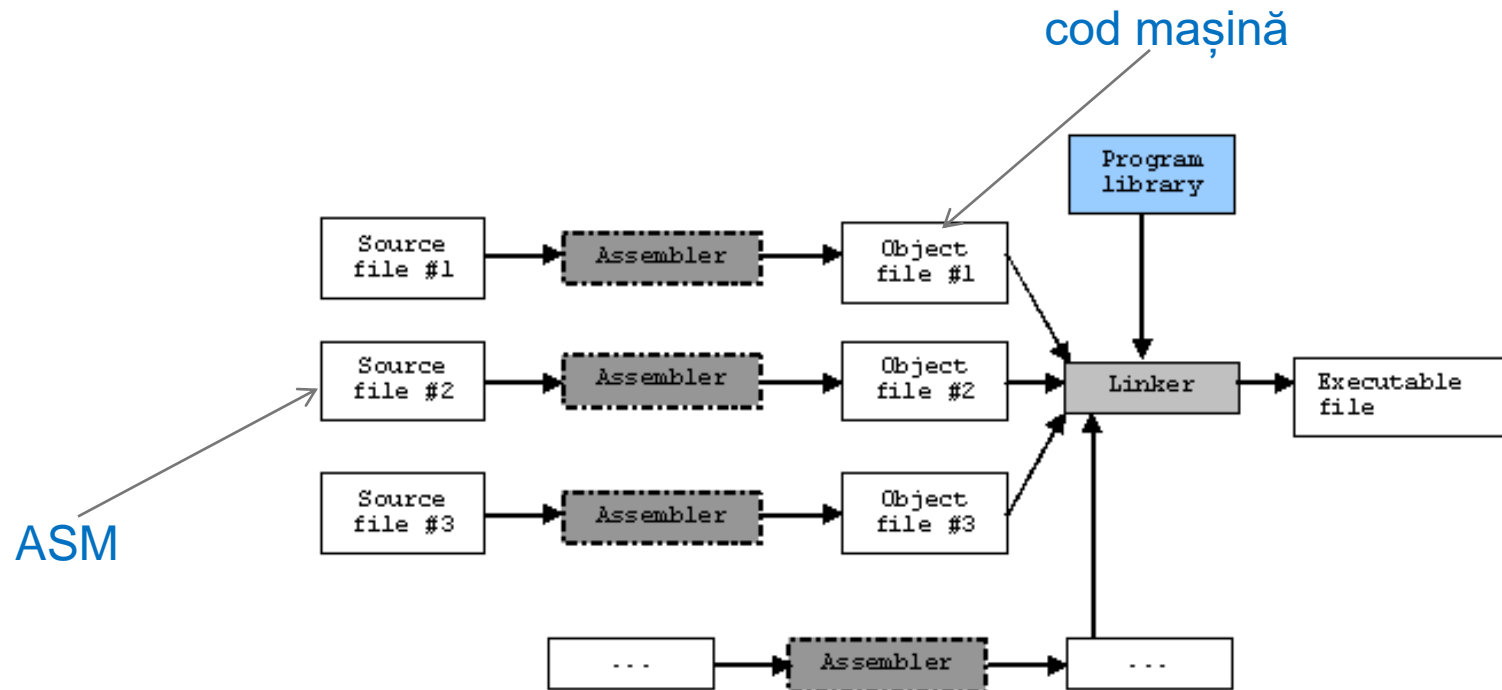 cod mașină
Program
library
Source
file #1
Assembler
Object
file #1
Source
file #2
Assembler
Object
file #2
Linker
Executable
file
Source
file #3
Assembler
Object
file #3
ASM
...
Assembler
...